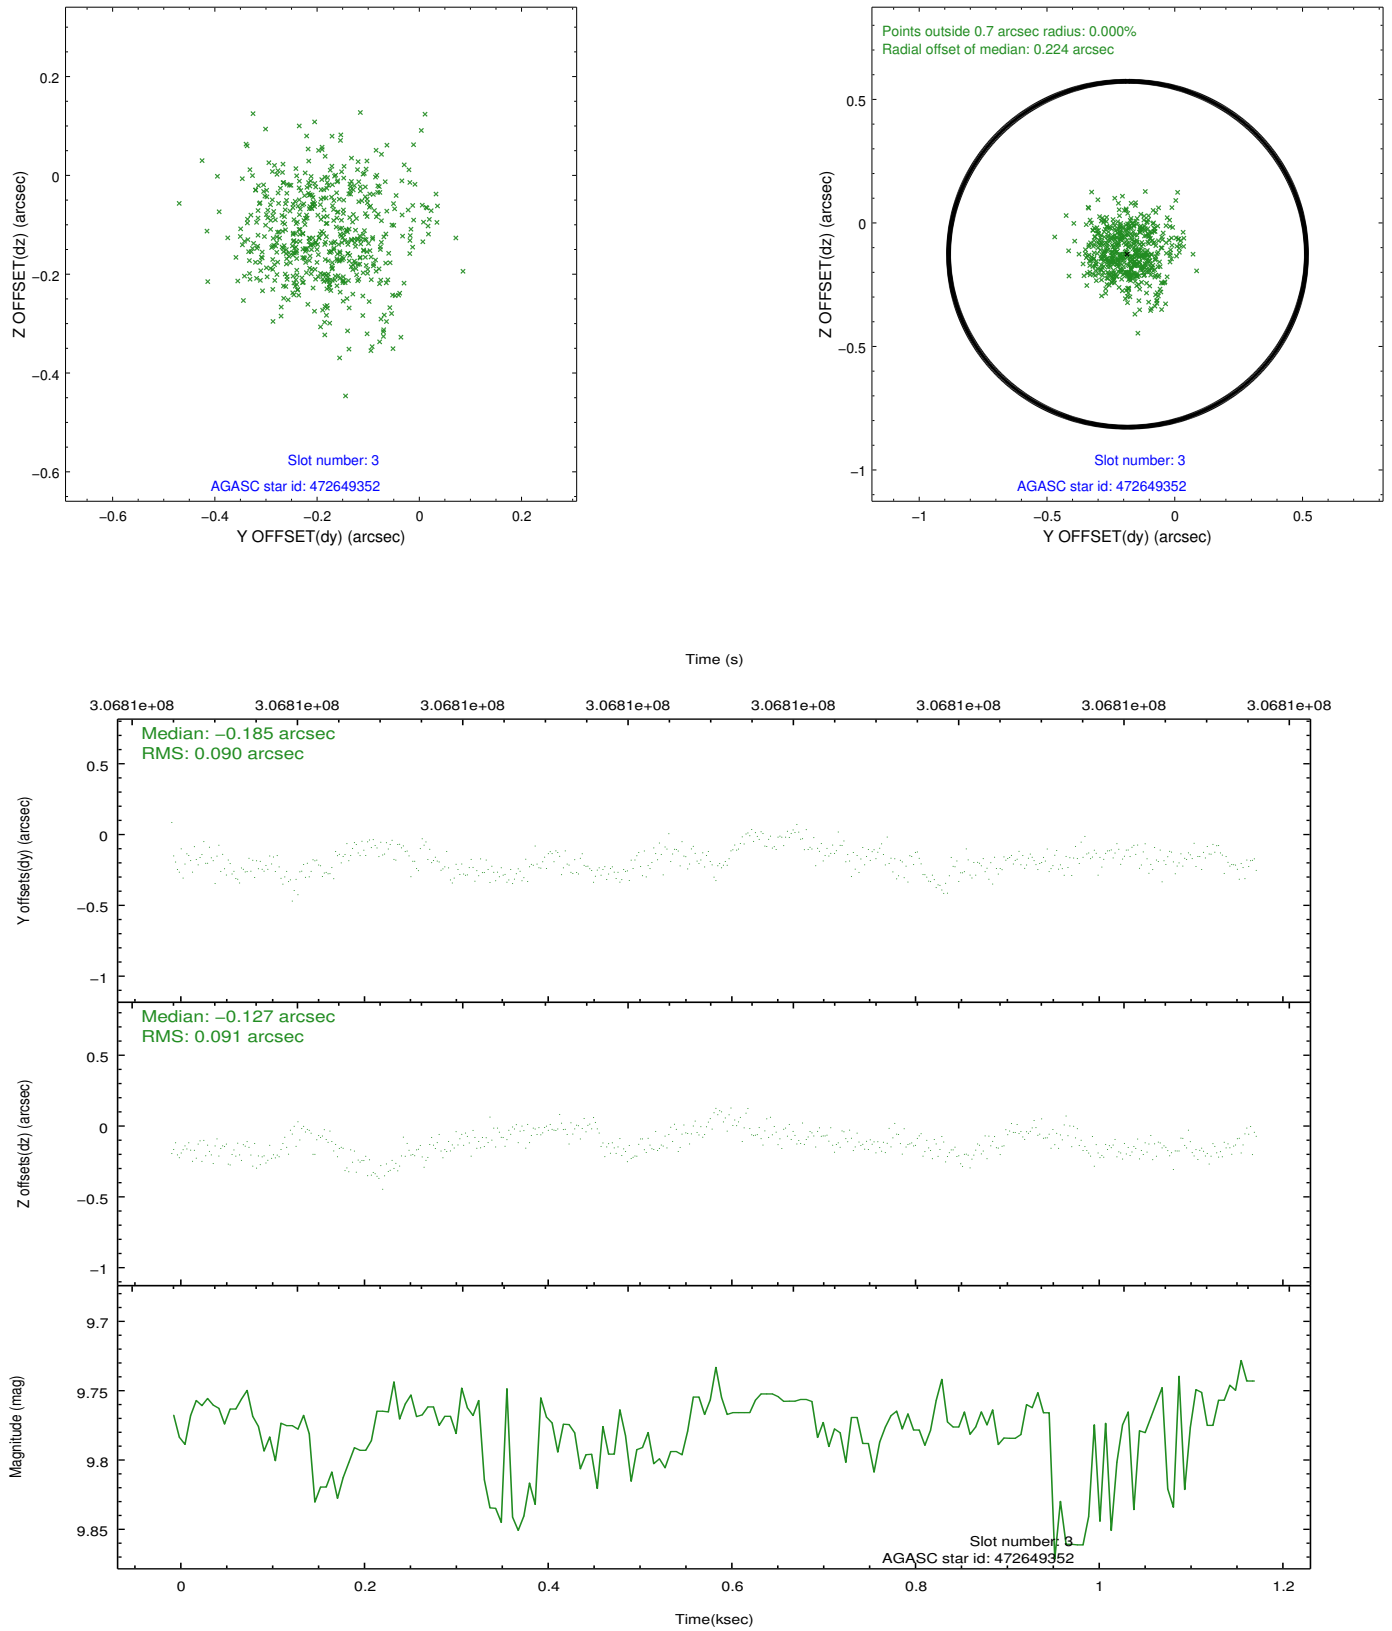 0.2
0
−0.2
−0.4
−0.6
Z OFFSET(dz) (arcsec)
Slot number: 3
AGASC star id: 472649352
−0.6
−0.4
−0.2
0
0.2
Y OFFSET(dy) (arcsec)
Points outside 0.7 arcsec radius: 0.000%
Radial offset of median: 0.224 arcsec
0.5
0
−0.5
−1
Z OFFSET(dz) (arcsec)
Slot number: 3
AGASC star id: 472649352
−1
−0.5
0
0.5
Y OFFSET(dy) (arcsec)
Time (s)
3.0681e+08
3.0681e+08
3.0681e+08
3.0681e+08
3.0681e+08
3.0681e+08
3.0681e+08
3.0681e+08
Median: −0.185 arcsec
RMS: 0.090 arcsec
0.5
0
−0.5
−1
Y offsets(dy) (arcsec)
Median: −0.127 arcsec
RMS: 0.091 arcsec
0.5
0
−0.5
−1
Z offsets(dz) (arcsec)
9.7
9.75
9.8
9.85
Magnitude (mag)
Slot number: 3
AGASC star id: 472649352
0
0.2
0.4
0.6
0.8
1
1.2
Time(ksec)